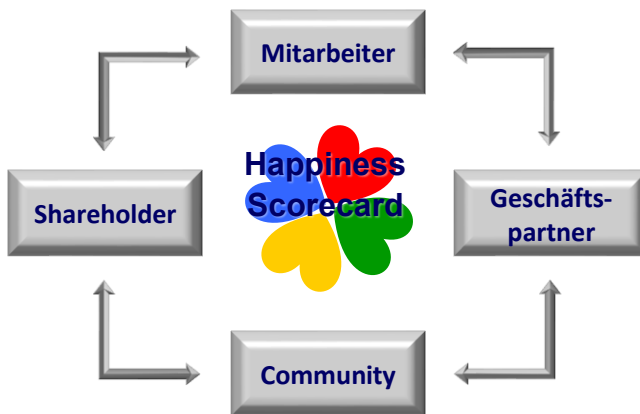 Mitarbeiter
Happiness
Scorecard
Shareholder
Geschäfts-
partner
Community